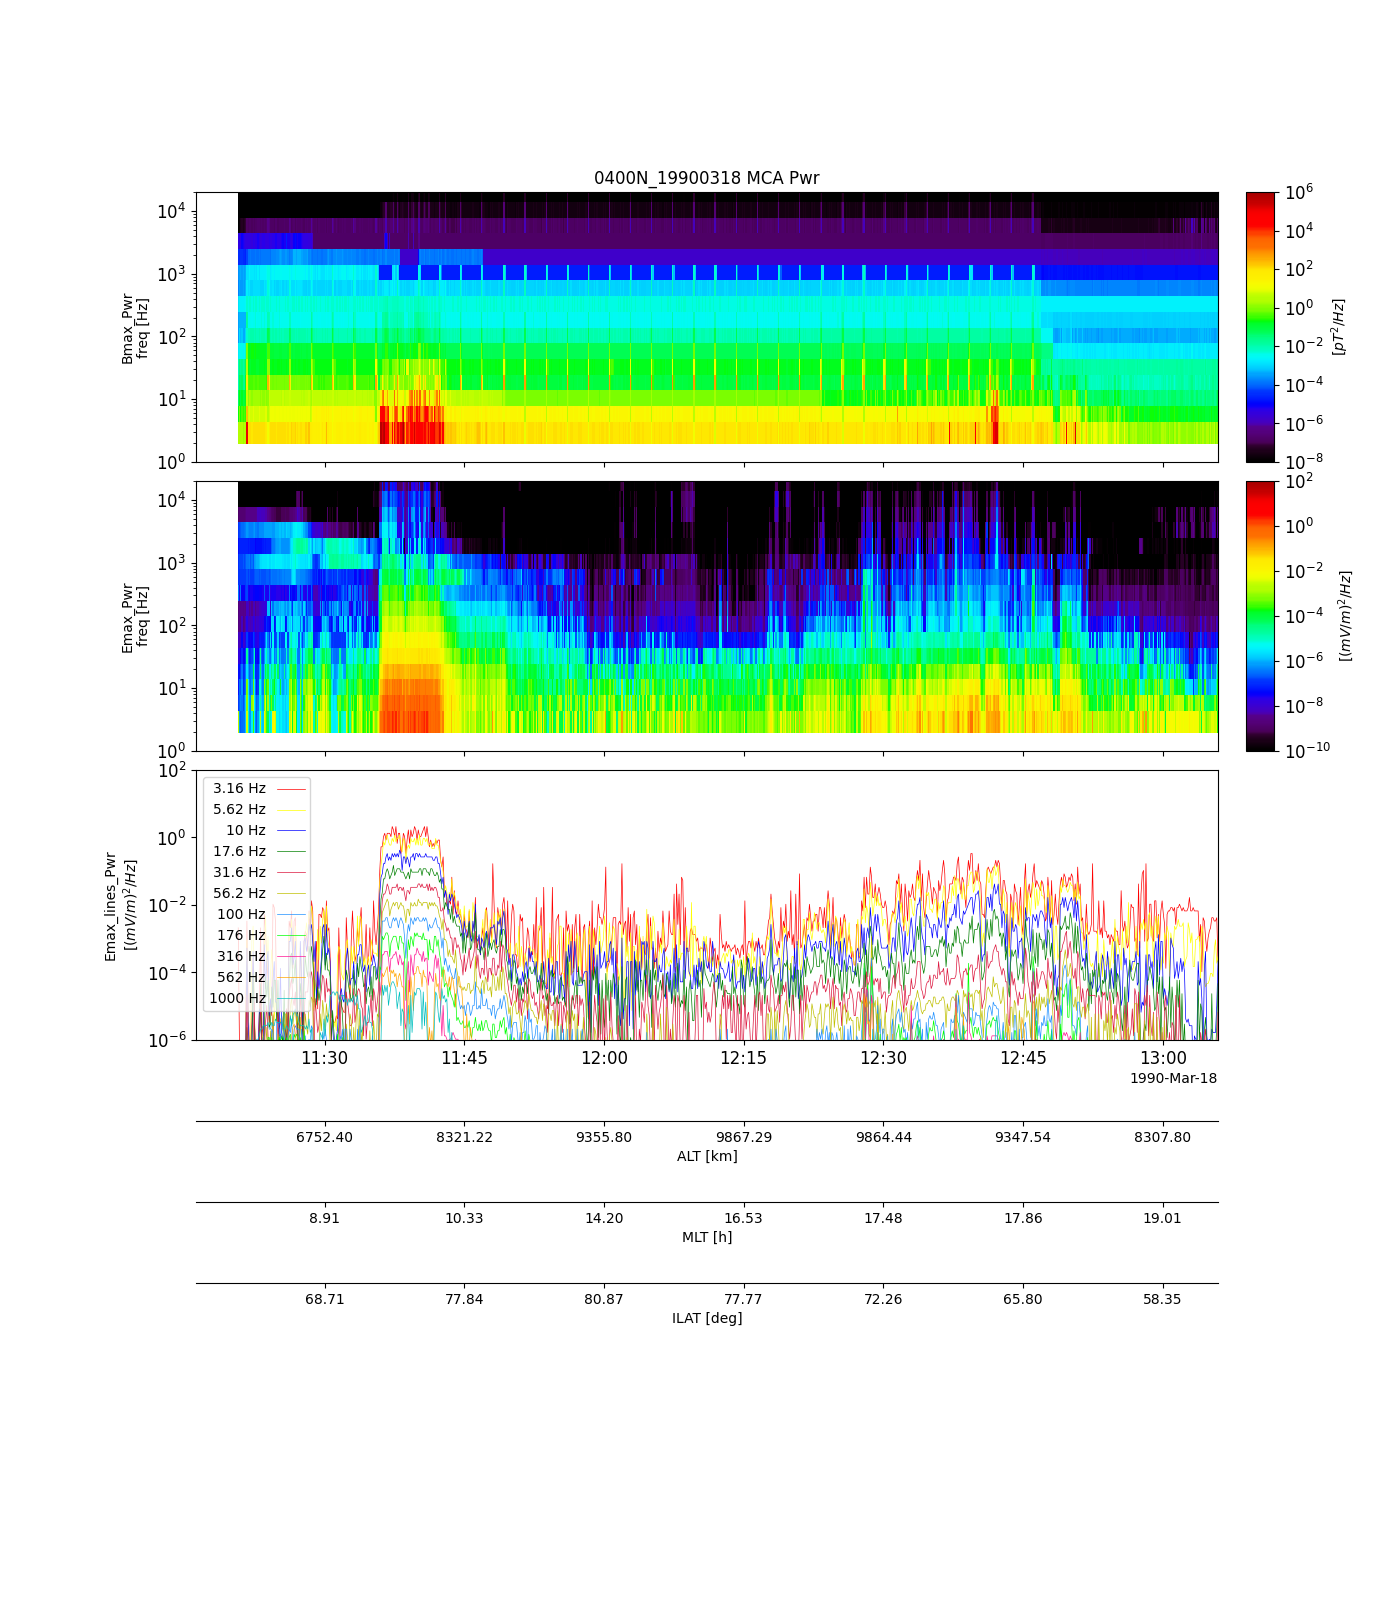 0400N_19900318 MCA Pwr
10^4
10^3
10^2
10^1
10^0
Bmax_Pwr
freq [Hz]
10^6
10^4
10^2
10^0
10^-2
10^-4
10^-6
10^-8
[pT^2/Hz]
10^4
10^3
10^2
10^1
10^0
Emax_Pwr
freq [Hz]
10^2
10^0
10^-2
10^-4
10^-6
10^-8
10^-10
[(mV/m)^2/Hz]
10^2
10^0
10^-2
10^-4
10^-6
Emax_lines_Pwr
[(mV/m)^2/Hz]
3.16 Hz
5.62 Hz
10 Hz
17.6 Hz
31.6 Hz
56.2 Hz
100 Hz
176 Hz
316 Hz
562 Hz
1000 Hz
11:30 11:45 12:00 12:15 12:30 12:45 13:00
1990-Mar-18
6752.40 8321.22 9355.80 9867.29 9864.44 9347.54 8307.80
ALT [km]
8.91 10.33 14.20 16.53 17.48 17.86 19.01
MLT [h]
68.71 77.84 80.87 77.77 72.26 65.80 58.35
ILAT [deg]